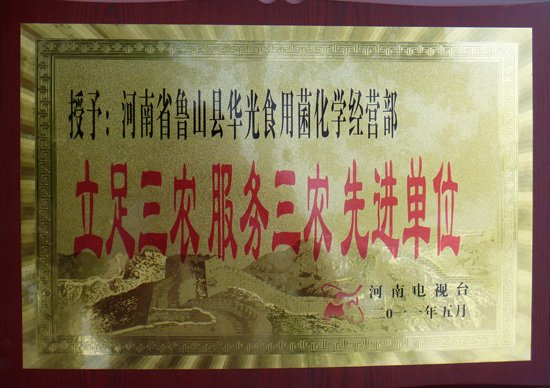 授予：河南省鲁山县华光食用菌化学经营部
立足三农 服务三农 先进单位
河南电视台
二〇一一年五月